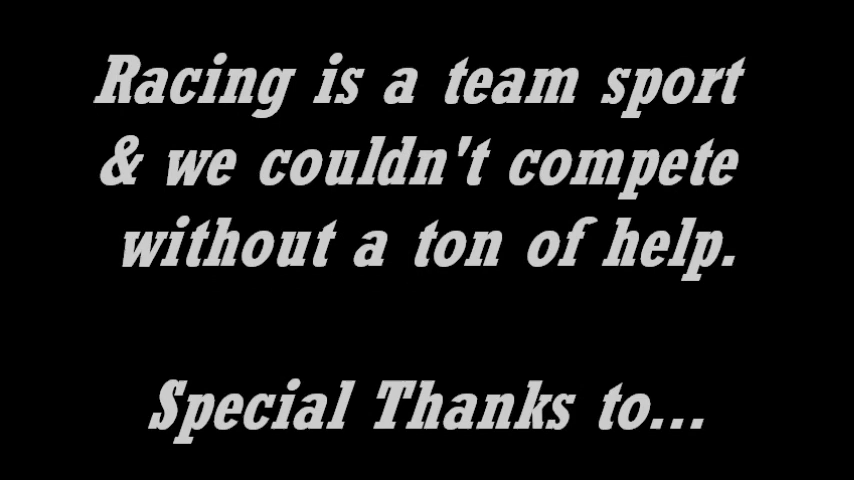 Racing is a team sport
& we couldn't compete
without a ton of help.
Special Thanks to...